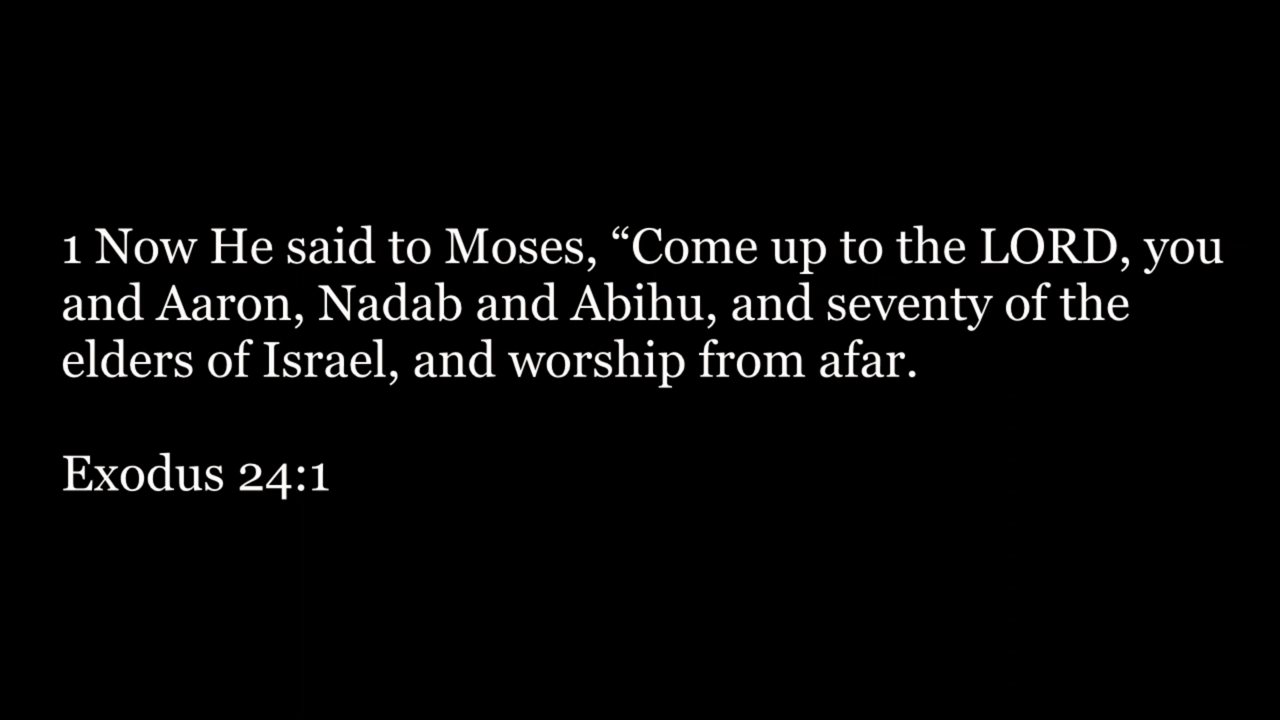 1 Now He said to Moses, “Come up to the LORD, you
and Aaron, Nadab and Abihu, and seventy of the
elders of Israel, and worship from afar.
Exodus 24:1